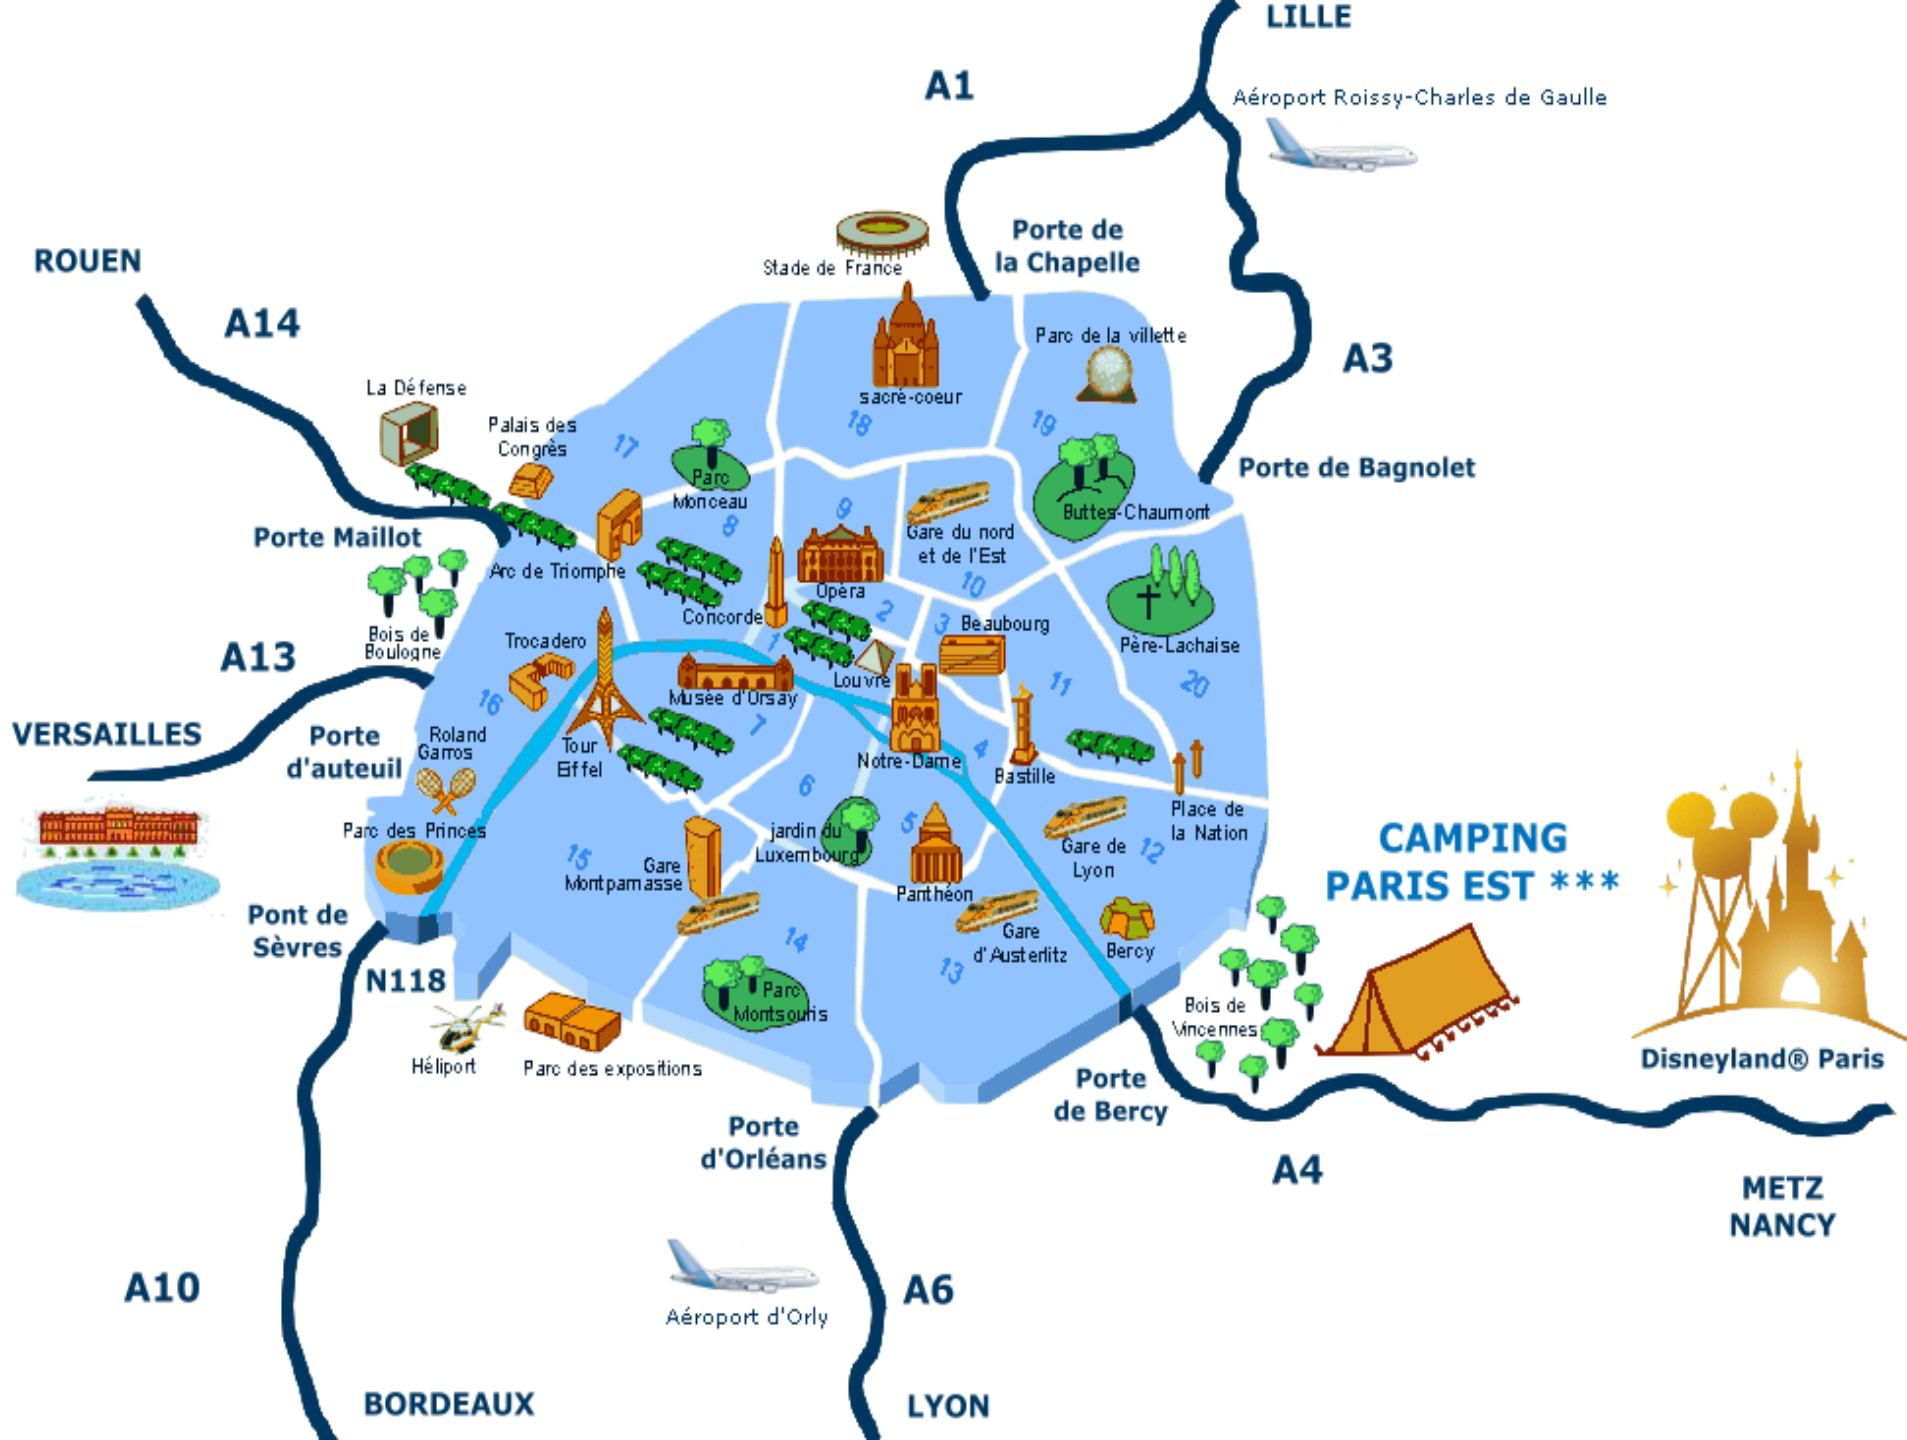 LILLE
A1
Aéroport Roissy-Charles de Gaulle
Porte de
la Chapelle
Stade de France
ROUEN
A14
Parc de la villette
A3
La Défense
sacré-coeur
Palais des
Congrès
18
19
17
Porte de Bagnolet
Parc
Monceau
8
9
Buttes-Chaumont
Gare du nord
et de l'Est
Porte Maillot
Arc de Triomphe
10
Opéra
Concorde
2
3
Beaubourg
1
Bois de
Boulogne
Trocadero
Père-Lachaise
A13
Louvre
11
20
16
Musée d'Orsay
7
VERSAILLES
Porte
d'auteuil
Roland
Garros
Tour
Eiffel
Notre-Dame
4
Bastille
6
Place de
la Nation
Parc des Princes
jardin du
Luxembourg
5
Gare de
Lyon
12
CAMPING
PARIS EST ***
15
Gare
Montparnasse
Panthéon
Pont de
Sèvres
Gare
d'Austerlitz
Bercy
14
13
N118
Parc
Montsouris
Bois de
Vincennes
Héliport
Parc des expositions
Disneyland® Paris
Porte
de Bercy
Porte
d'Orléans
A4
METZ
NANCY
A10
A6
Aéroport d'Orly
BORDEAUX
LYON